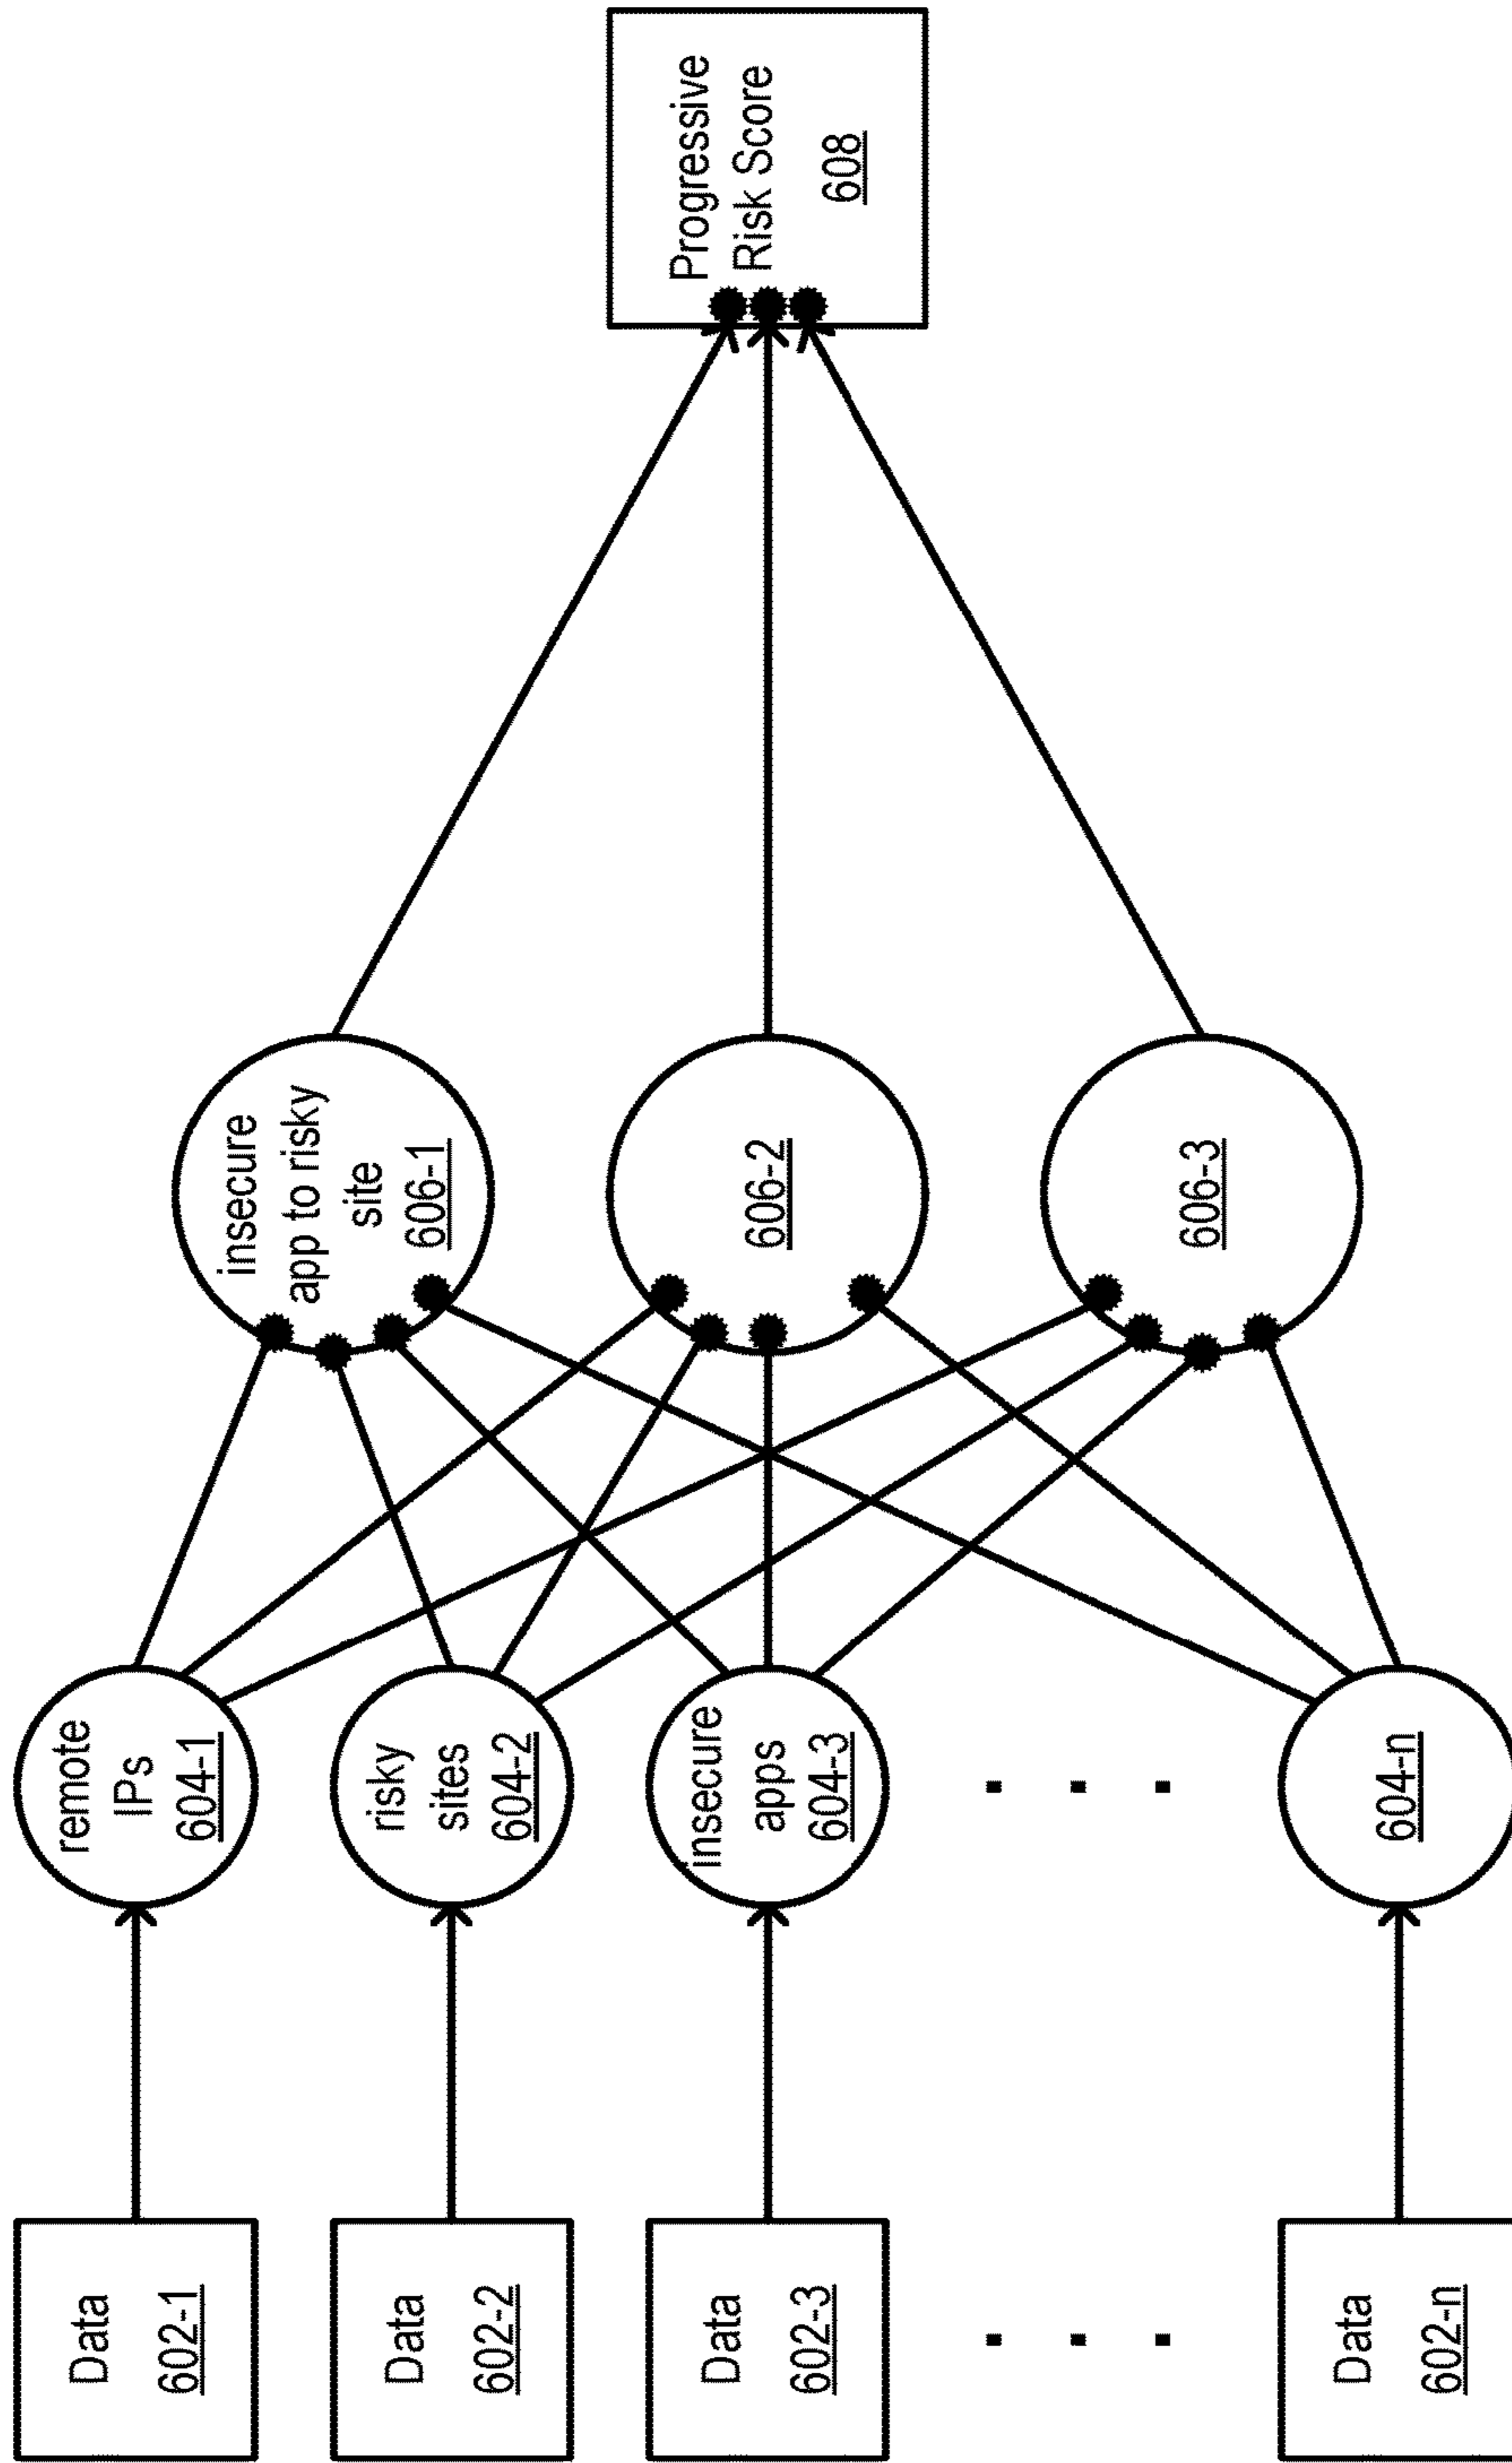 Data
602-1
Data
602-2
Data
602-3
Data
602-n
remote
IPs
604-1
risky
sites
604-2
insecure
apps
604-3
604-n
insecure
app to risky
site
606-1
606-2
606-3
Progressive
Risk Score
608